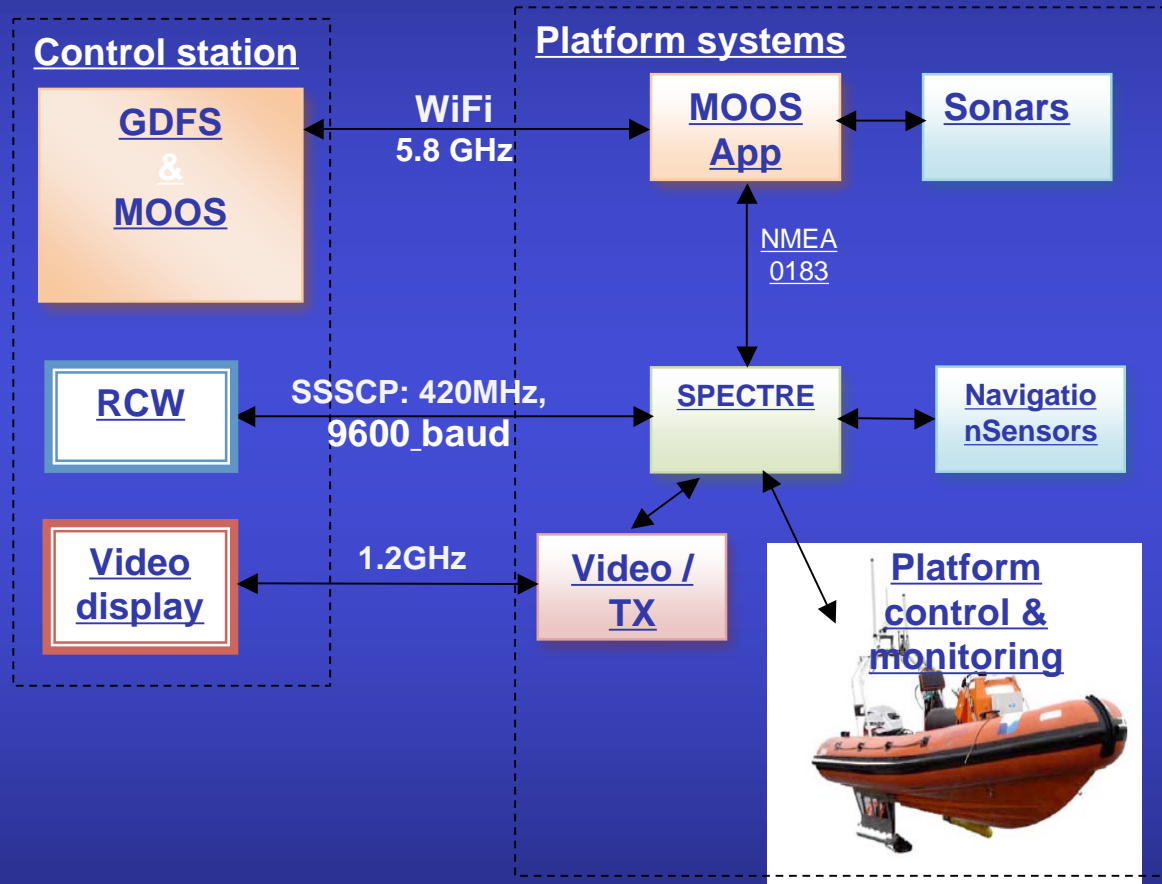 Control station
Platform systems
GDFS
&
MOOS
WiFi
5.8 GHz
MOOS
App
Sonars
NMEA
0183
RCW
SSSCP: 420MHz,
9600_baud
SPECTRE
Navigatio
nSensors
Video
display
1.2GHz
Video /
TX
Platform
control &
monitoring